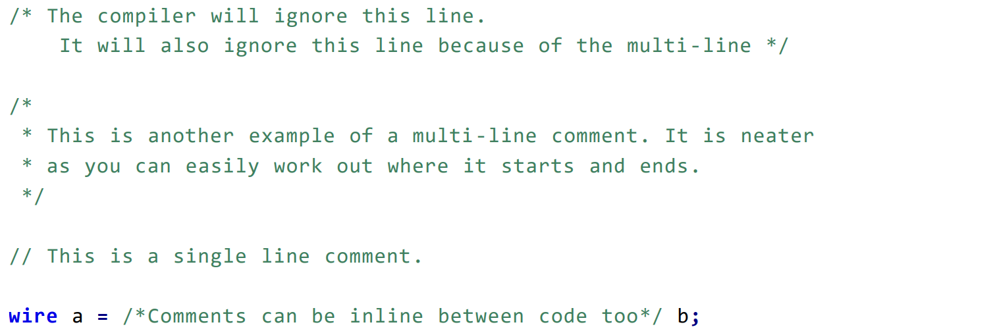 /* The compiler will ignore this line.
    It will also ignore this line because of the multi-line */
/*
 * This is another example of a multi-line comment. It is neater
 * as you can easily work out where it starts and ends.
 */
// This is a single line comment.
wire a = /*Comments can be inline between code too*/ b;